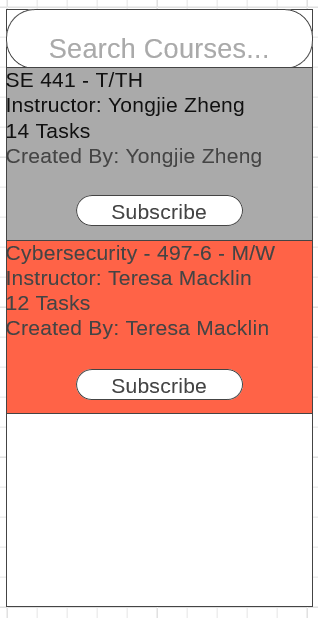 Search Courses...
SE 441 - T/TH
Instructor: Yongjie Zheng
14 Tasks
Created By: Yongjie Zheng
Subscribe
Cybersecurity - 497-6 - M/W
Instructor: Teresa Macklin
12 Tasks
Created By: Teresa Macklin
Subscribe